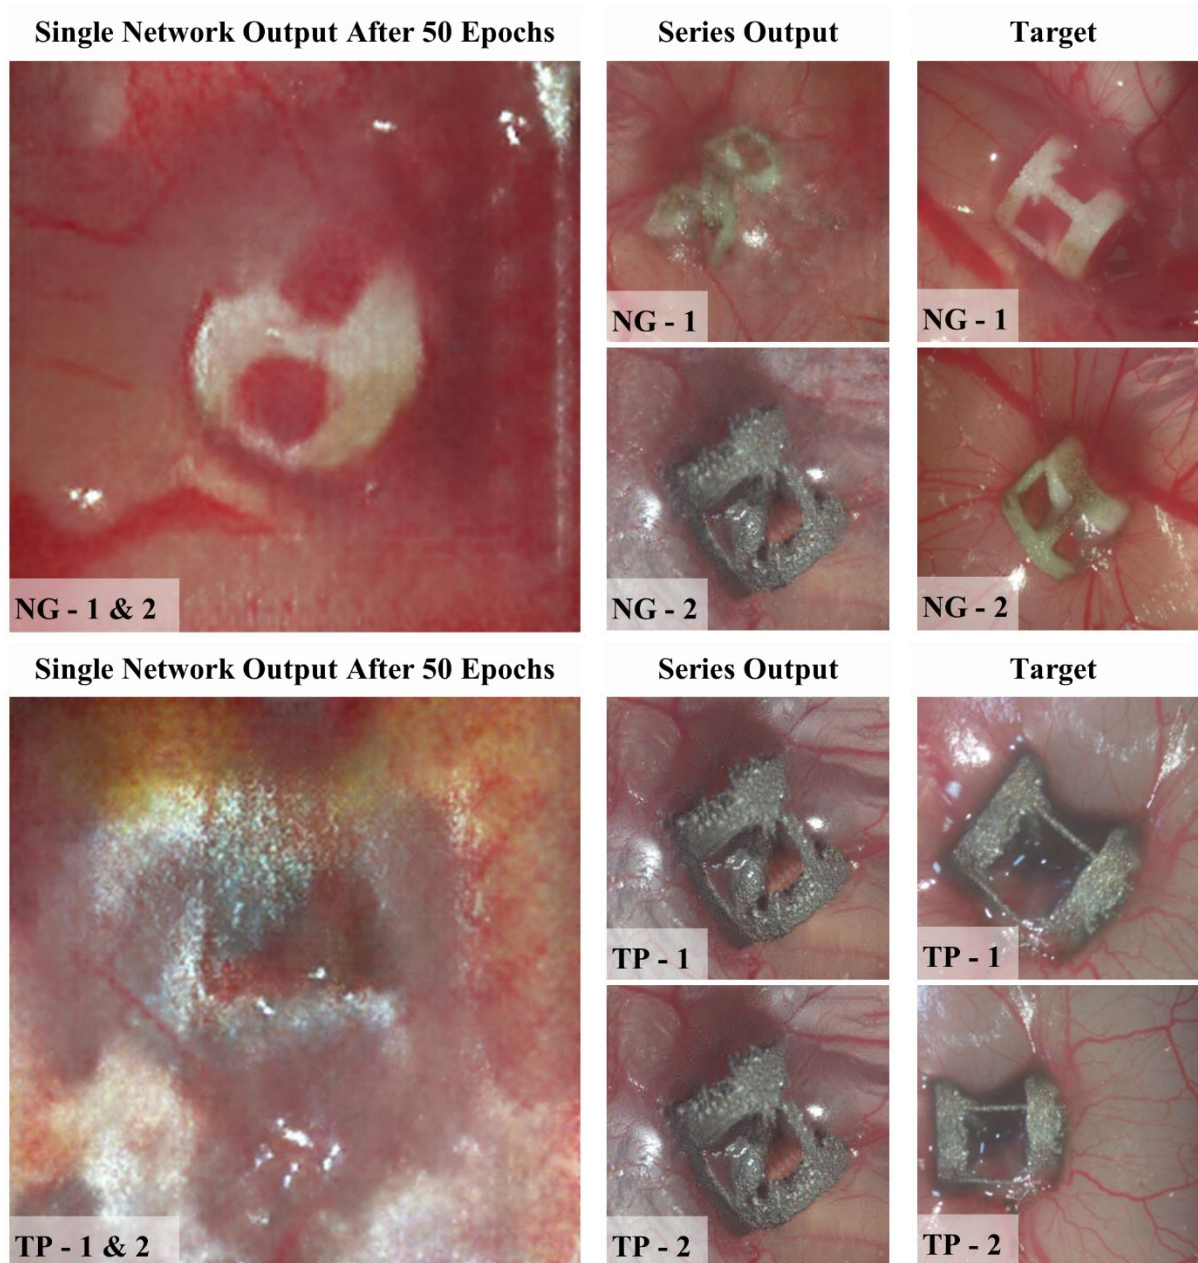 Single Network Output After 50 Epochs
Series Output
Target
NG - 1 & 2
NG - 1
NG - 1
NG - 2
NG - 2
Single Network Output After 50 Epochs
Series Output
Target
TP - 1 & 2
TP - 1
TP - 1
TP - 2
TP - 2